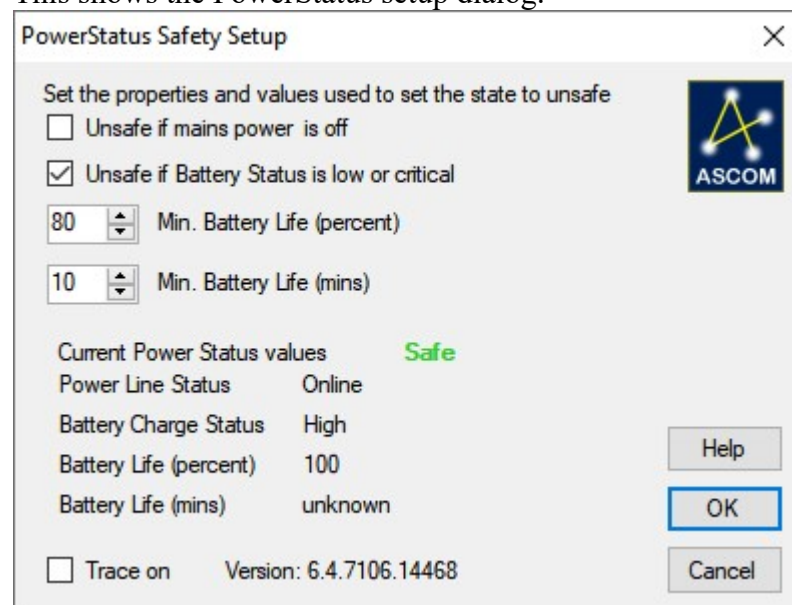 This shows the PowerStatus setup dialog.
PowerStatus Safety Setup
Set the properties and values used to set the state to unsafe
Unsafe if mains power is off
Unsafe if Battery Status is low or critical
ASCOM
80 Min. Battery Life (percent)
10 Min. Battery Life (mins)
Current Power Status values Safe
Power Line Status Online
Battery Charge Status High
Battery Life (percent) 100
Battery Life (mins) unknown
Help
OK
Trace on Version: 6.4.7106.14468
Cancel